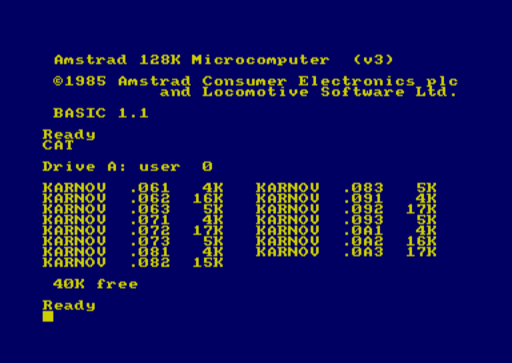 Amstrad 128K Microcomputer (v3)
©1985 Amstrad Consumer Electronics plc
and Locomotive Software Ltd.
BASIC 1.1
Ready
CAT
Drive A: user 0
KARNOV .061 4K KARNOV .083 5K
KARNOV .062 16K KARNOV .091 4K
KARNOV .063 5K KARNOV .092 17K
KARNOV .071 4K KARNOV .093 5K
KARNOV .072 17K KARNOV .0A1 4K
KARNOV .073 5K KARNOV .0A2 16K
KARNOV .081 4K KARNOV .0A3 17K
KARNOV .082 15K
40K free
Ready